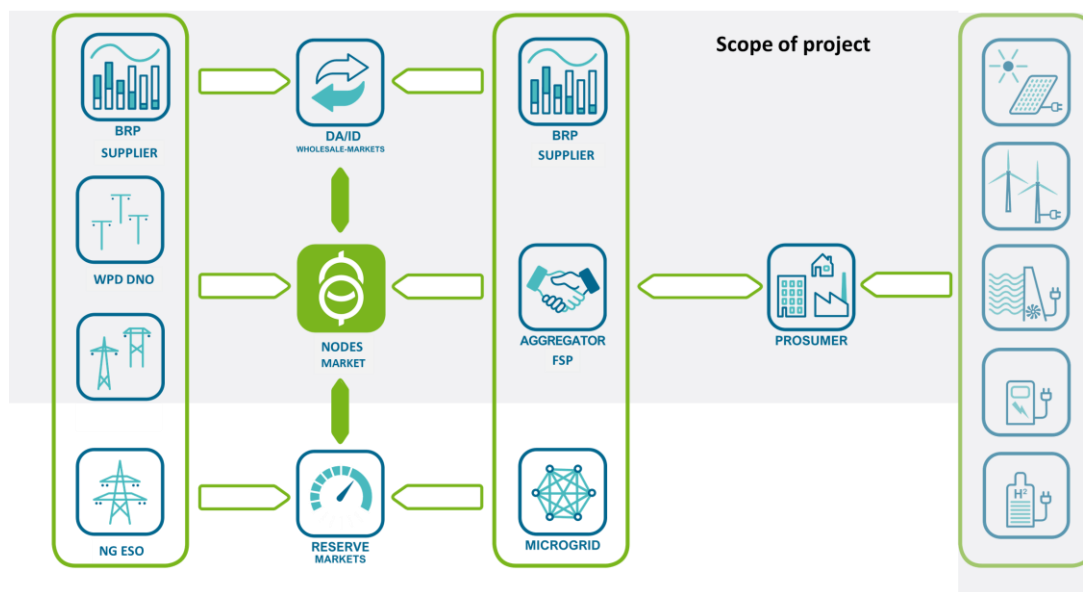 Scope of project
BRP
SUPPLIER
DA/ID
WHOLESALE-MARKETS
BRP
SUPPLIER
WPD DNO
NODES
MARKET
AGGREGATOR
FSP
PROSUMER
NG ESO
RESERVE
MARKETS
MICROGRID
H²